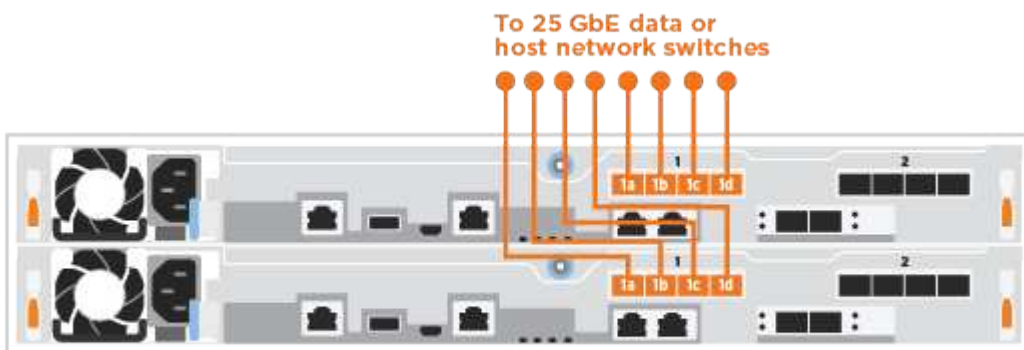 To 25 GbE data or
host network switches
1 2
1a 1b 1c 1d
1 2
1a 1b 1c 1d